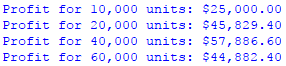 Profit for 10,000 units: $25,000.00
Profit for 20,000 units: $45,829.40
Profit for 40,000 units: $57,886.60
Profit for 60,000 units: $44,882.40